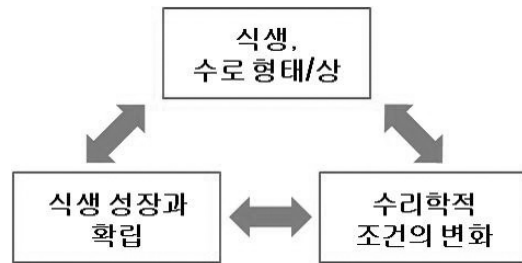 식생,
수로 형태/상
식생 성장과
확립
수리학적
조건의 변화